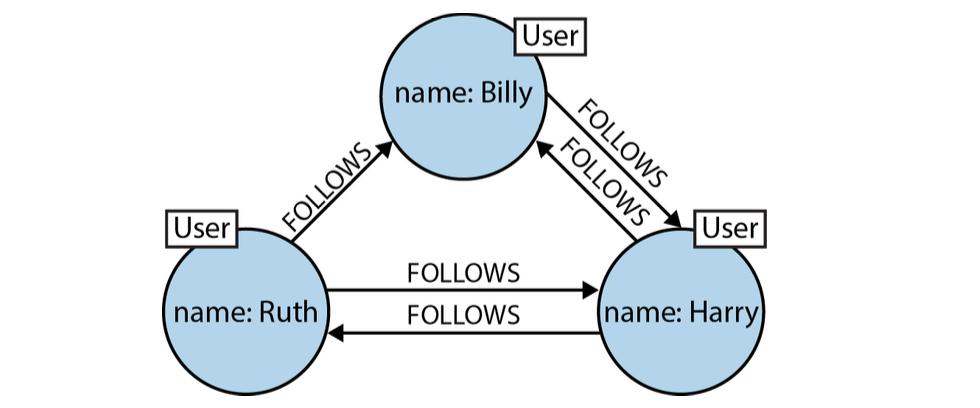 User
name: Billy
FOLLOWS
FOLLOWS
FOLLOWS
User
User
name: Ruth
FOLLOWS
FOLLOWS
name: Harry